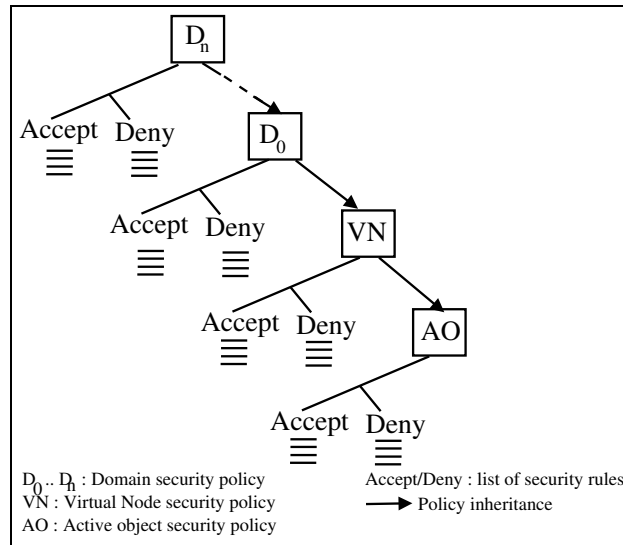 Dn
Accept Deny
D0
Accept Deny
VN
Accept Deny
AO
Accept Deny
D0 .. Dn : Domain security policy
VN : Virtual Node security policy
AO : Active object security policy
Accept/Deny : list of security rules
Policy inheritance